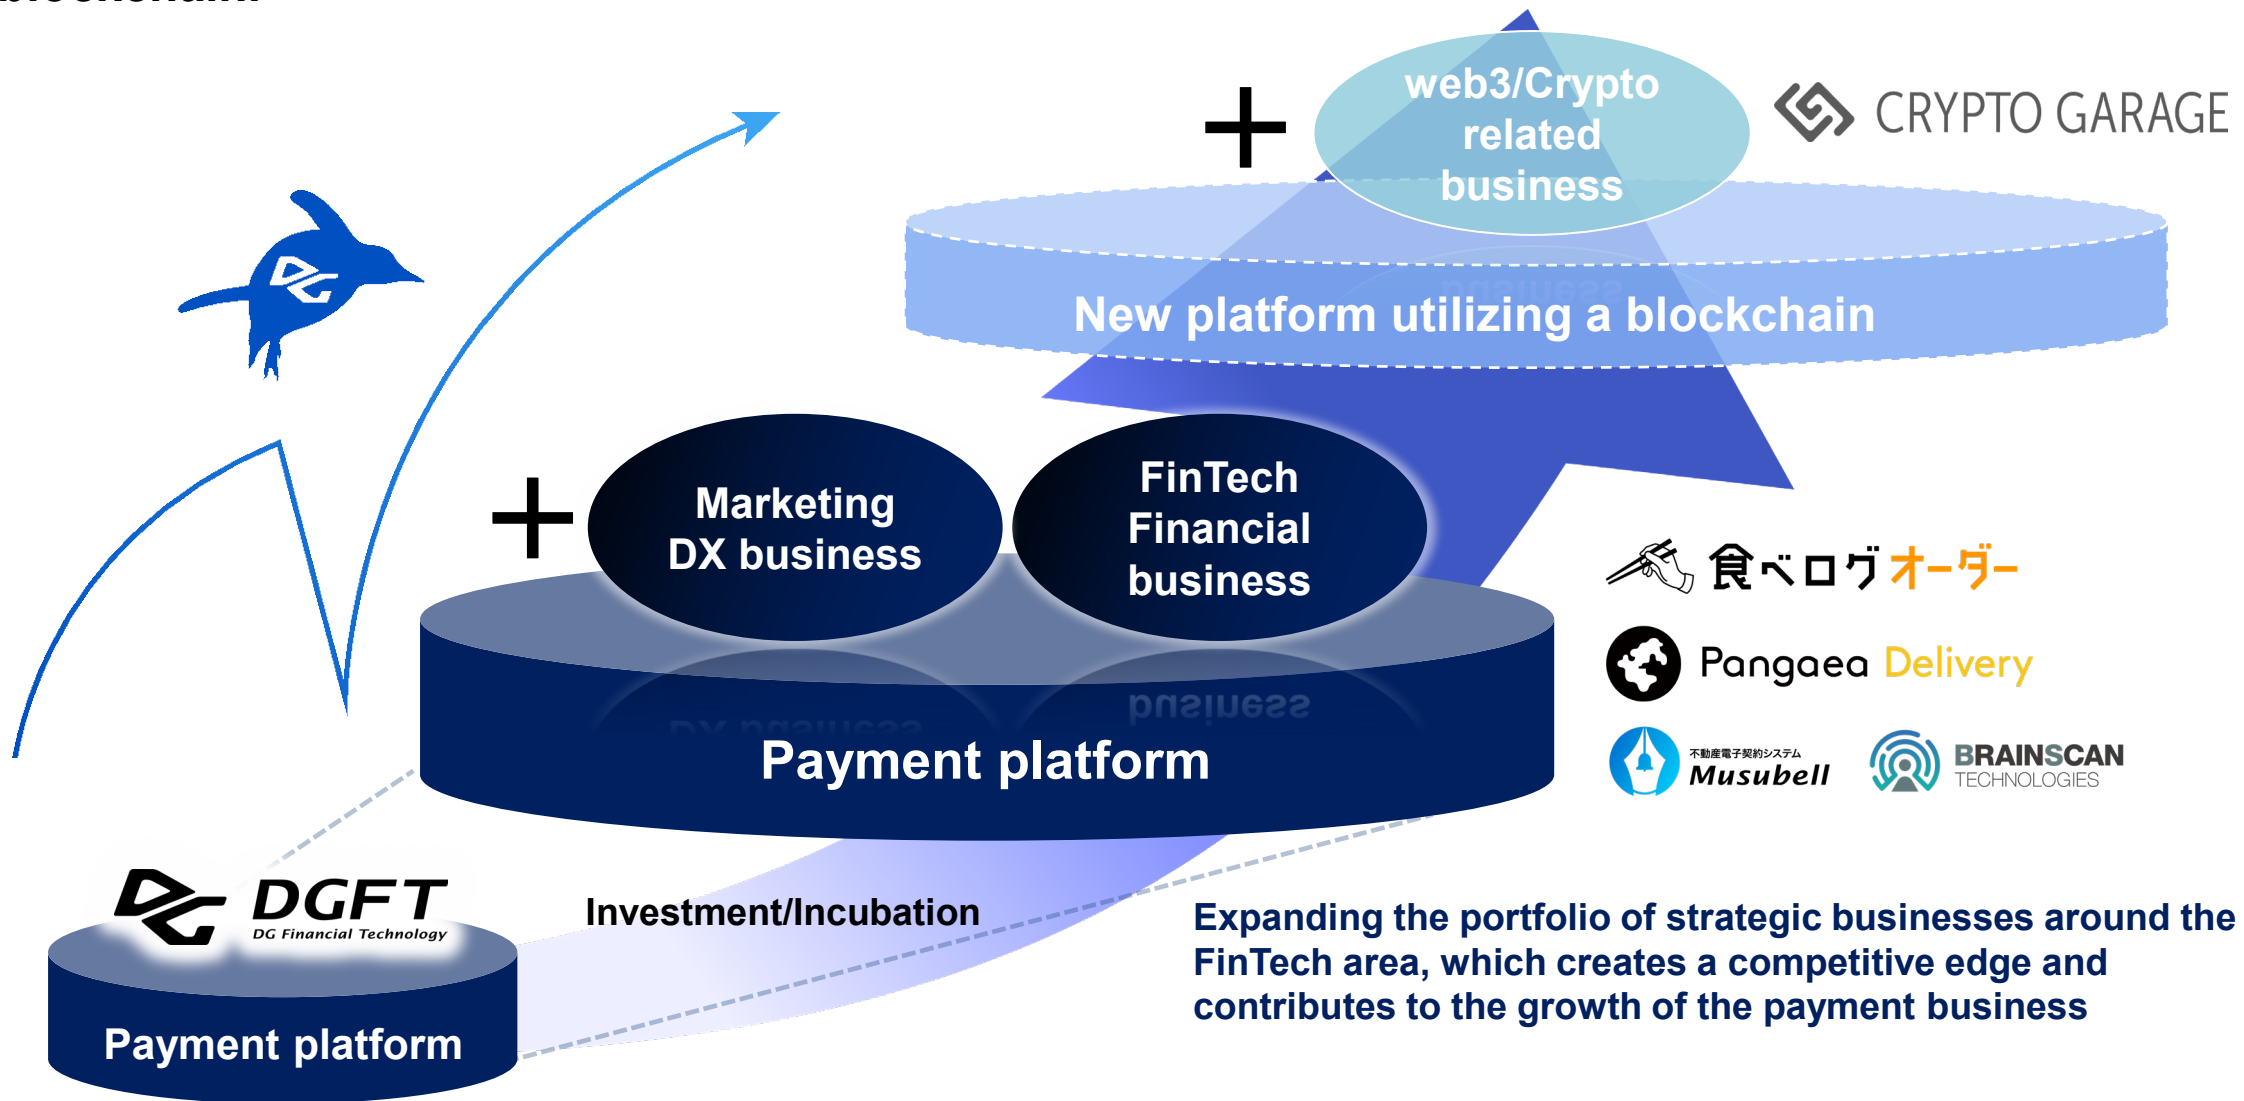 web3/Crypto
related
business
CRYPTO GARAGE
New platform utilizing a blockchain
Marketing
DX business
FinTech
Financial
business
食べログオーダー
Pangaea Delivery
不動産電子契約システム
Musubell
BRAINSCAN
TECHNOLOGIES
Payment platform
DGFT
DG Financial Technology
Investment/Incubation
Expanding the portfolio of strategic businesses around the
FinTech area, which creates a competitive edge and
contributes to the growth of the payment business
Payment platform